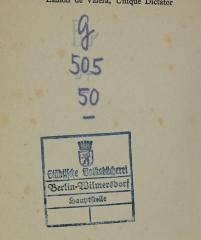 Eamon de Valera, Unique Dictator
g
505
50
Städtische Volksbücherei
Berlin-Wilmersdorf
Hauptstelle